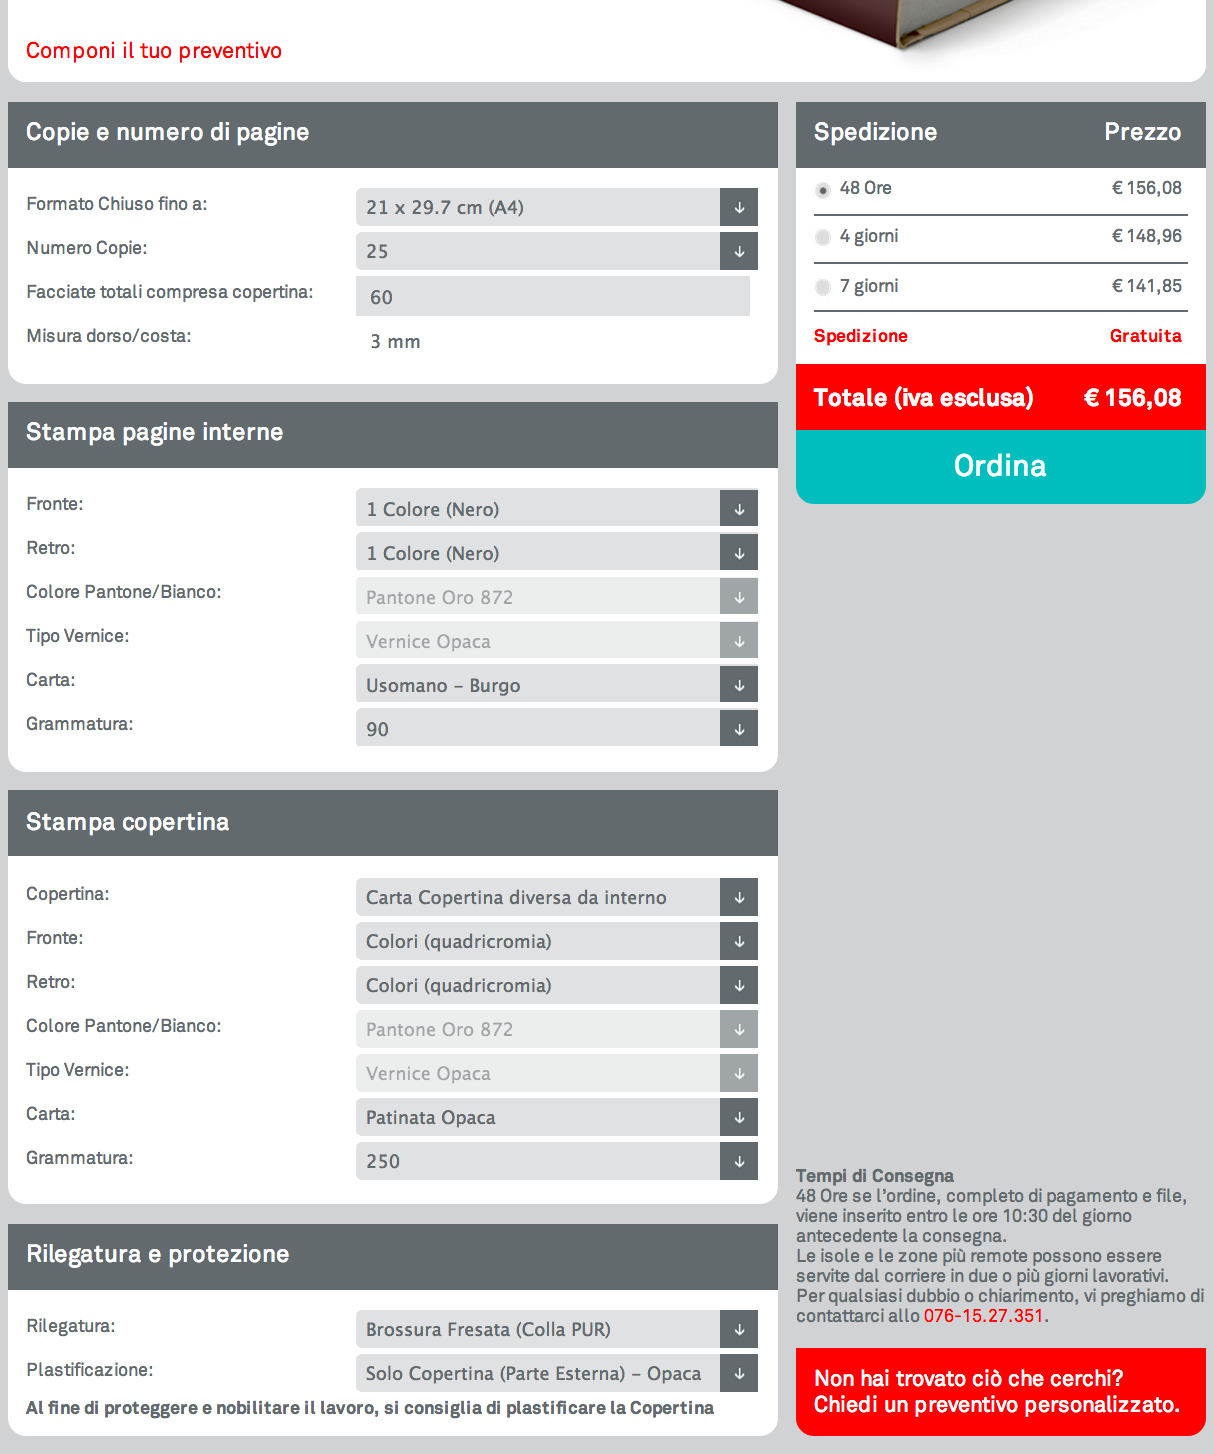 Componi il tuo preventivo
Copie e numero di pagine
Formato Chiuso fino a: 21 x 29.7 cm (A4)
Numero Copie: 25
Facciate totali compresa copertina: 60
Misura dorso/costa: 3 mm
Stampa pagine interne
Fronte: 1 Colore (Nero)
Retro: 1 Colore (Nero)
Colore Pantone/Bianco: Pantone Oro 872
Tipo Vernice: Vernice Opaca
Carta: Usomano – Burgo
Grammatura: 90
Stampa copertina
Copertina: Carta Copertina diversa da interno
Fronte: Colori (quadricromia)
Retro: Colori (quadricromia)
Colore Pantone/Bianco: Pantone Oro 872
Tipo Vernice: Vernice Opaca
Carta: Patinata Opaca
Grammatura: 250
Rilegatura e protezione
Rilegatura: Brossura Fresata (Colla PUR)
Plastificazione: Solo Copertina (Parte Esterna) – Opaca
Al fine di proteggere e nobilitare il lavoro, si consiglia di plastificare la Copertina
Spedizione Prezzo
48 Ore € 156,08
4 giorni € 148,96
7 giorni € 141,85
Spedizione Gratuita
Totale (iva esclusa) € 156,08
Ordina
Tempi di Consegna
48 Ore se l'ordine, completo di pagamento e file,
viene inserito entro le ore 10:30 del giorno
antecedente la consegna.
Le isole e le zone più remote possono essere
servite dal corriere in due o più giorni lavorativi.
Per qualsiasi dubbio o chiarimento, vi preghiamo di
contattarci allo 076-15.27.351.
Non hai trovato ciò che cerchi?
Chiedi un preventivo personalizzato.